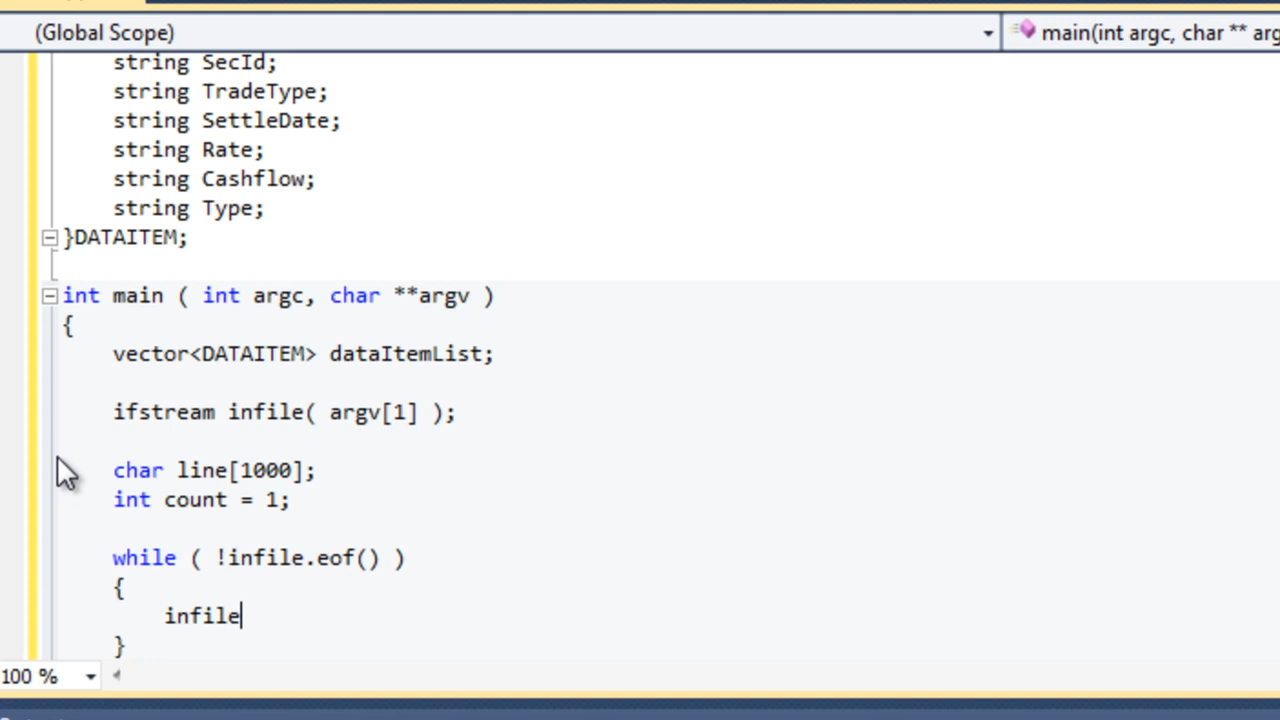 (Global Scope)
main(int argc, char ** arg
string SecId;
string TradeType;
string SettleDate;
string Rate;
string Cashflow;
string Type;
}DATAITEM;
int main ( int argc, char **argv )
{
vector<DATAITEM> dataItemList;
ifstream infile( argv[1] );
char line[1000];
int count = 1;
while ( !infile.eof() )
{
infile
}
100 %